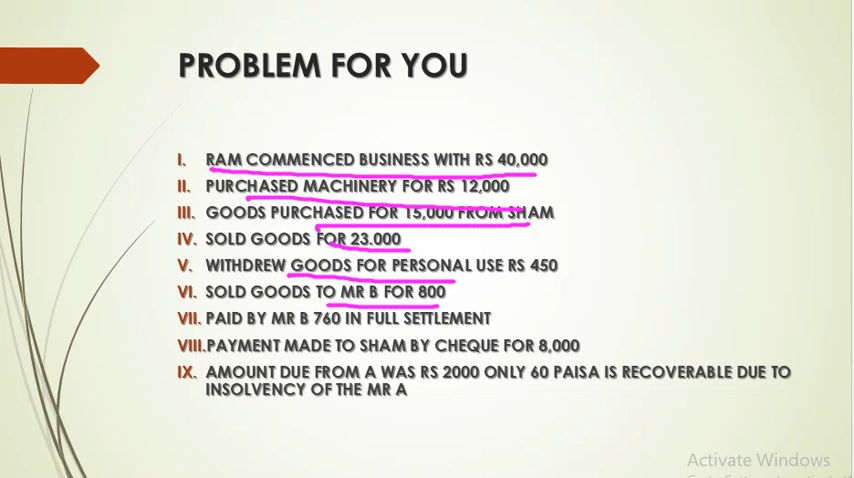 PROBLEM FOR YOU
I. RAM COMMENCED BUSINESS WITH RS 40,000
II. PURCHASED MACHINERY FOR RS 12,000
III. GOODS PURCHASED FOR 15,000 FROM SHAM
IV. SOLD GOODS FOR 23.000
V. WITHDREW GOODS FOR PERSONAL USE RS 450
VI. SOLD GOODS TO MR B FOR 800
VII. PAID BY MR B 760 IN FULL SETTLEMENT
VIII.PAYMENT MADE TO SHAM BY CHEQUE FOR 8,000
IX. AMOUNT DUE FROM A WAS RS 2000 ONLY 60 PAISA IS RECOVERABLE DUE TO
INSOLVENCY OF THE MR A
Activate Windows